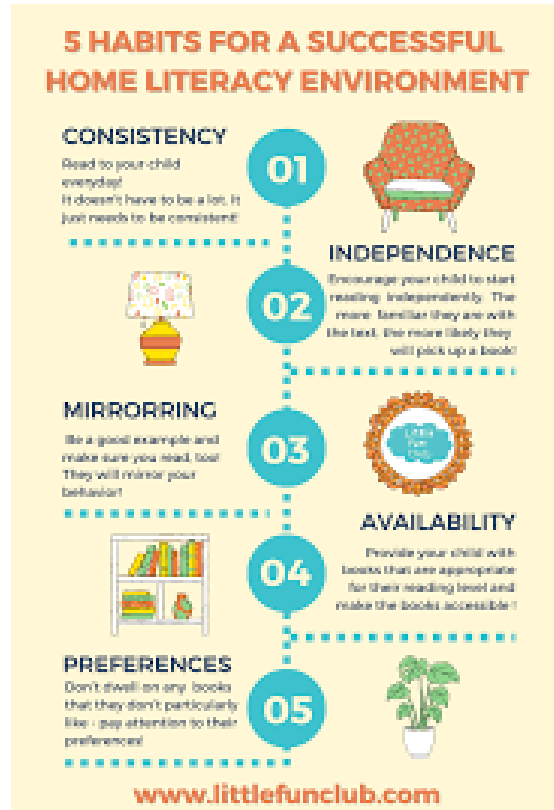 5 HABITS FOR A SUCCESSFUL
HOME LITERACY ENVIRONMENT
CONSISTENCY
01
Read to your child
everyday!
It doesn't have to be a lot. It
just needs to be consistent!
INDEPENDENCE
02
Encourage your child to start
reading independently. The
more familiar they are with
the text, the more likely they
will pick up a book!
MIRRORRING
03
Be a good example and
make sure you read, too!
They will mirror your
behavior!
Little
Fun
Club
AVAILABILITY
04
Provide your child with
books that are appropriate
for their reading level and
make the books accessible!
PREFERENCES
05
Don't dwell on any books
that they don't particularly
like - pay attention to their
preferences!
www.littlefunclub.com